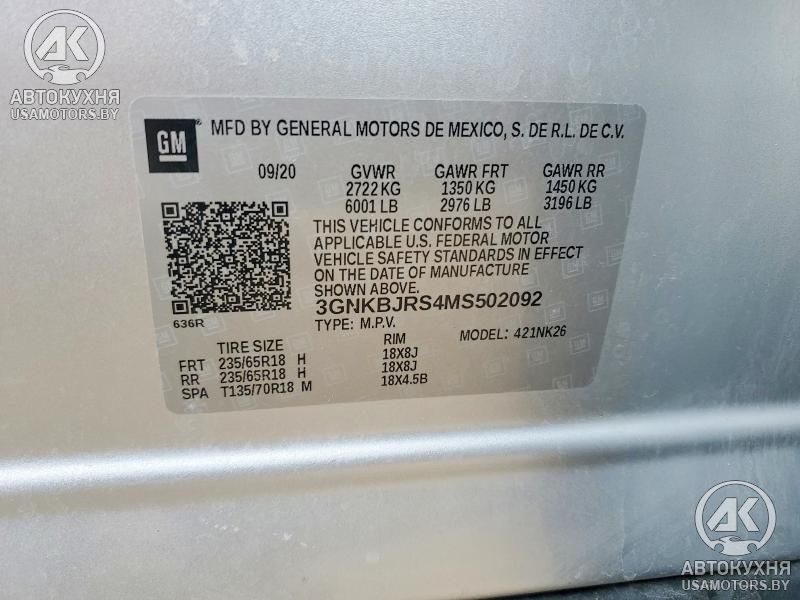 AK
АВТОКУХНЯ
USAMOTORS.BY
GM ® MFD BY GENERAL MOTORS DE MEXICO, S. DE R.L. DE C.V.
09/20 GVWR GAWR FRT GAWR RR
2722 KG 1350 KG 1450 KG
6001 LB 2976 LB 3196 LB
THIS VEHICLE CONFORMS TO ALL
APPLICABLE U.S. FEDERAL MOTOR
VEHICLE SAFETY STANDARDS IN EFFECT
ON THE DATE OF MANUFACTURE
SHOWN ABOVE.
3GNKBJRS4MS502092
636R
TYPE: M.P.V. MODEL: 421NK26
TIRE SIZE RIM
FRT 235/65R18 H 18X8J
RR 235/65R18 H 18X8J
SPA T135/70R18 M 18X4.5B
AK
АВТОКУХНЯ
USAMOTORS.BY